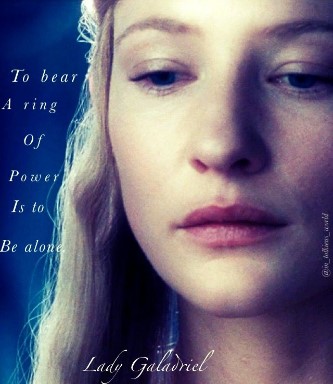 To bear
A ring
Of
Power
Is to
Be alone.
Lady Galadriel